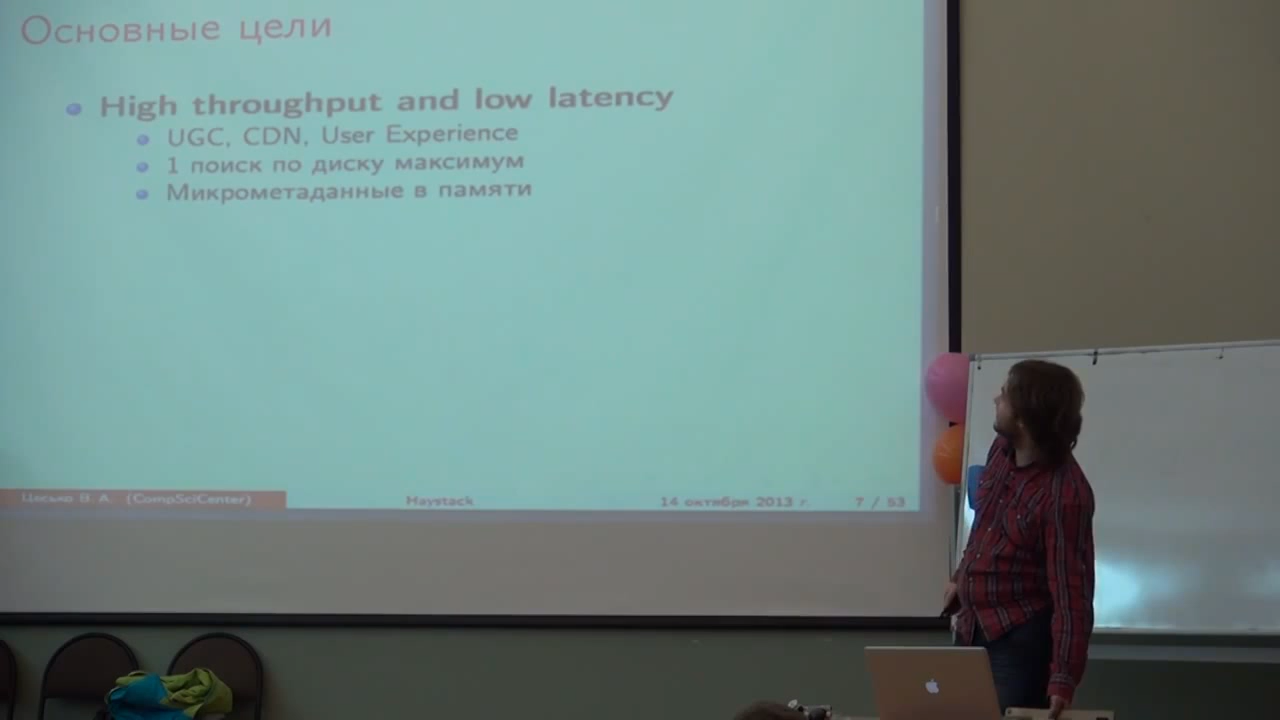 Основные цели
High throughput and low latency
UGC, CDN, User Experience
1 поиск по диску максимум
Микрометаданные в памяти
Цесько В. А. (CompSciCenter) Haystack 14 октября 2013 г. 7 / 53